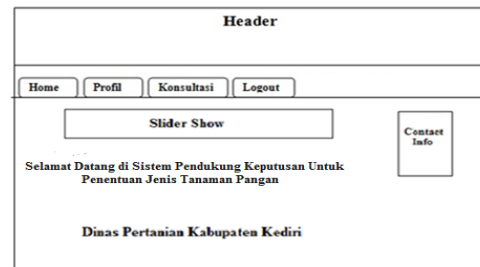 Header
Home Profil Konsultasi Logout
Slider Show
Contact
Info
Selamat Datang di Sistem Pendukung Keputusan Untuk
Penentuan Jenis Tanaman Pangan
Dinas Pertanian Kabupaten Kediri